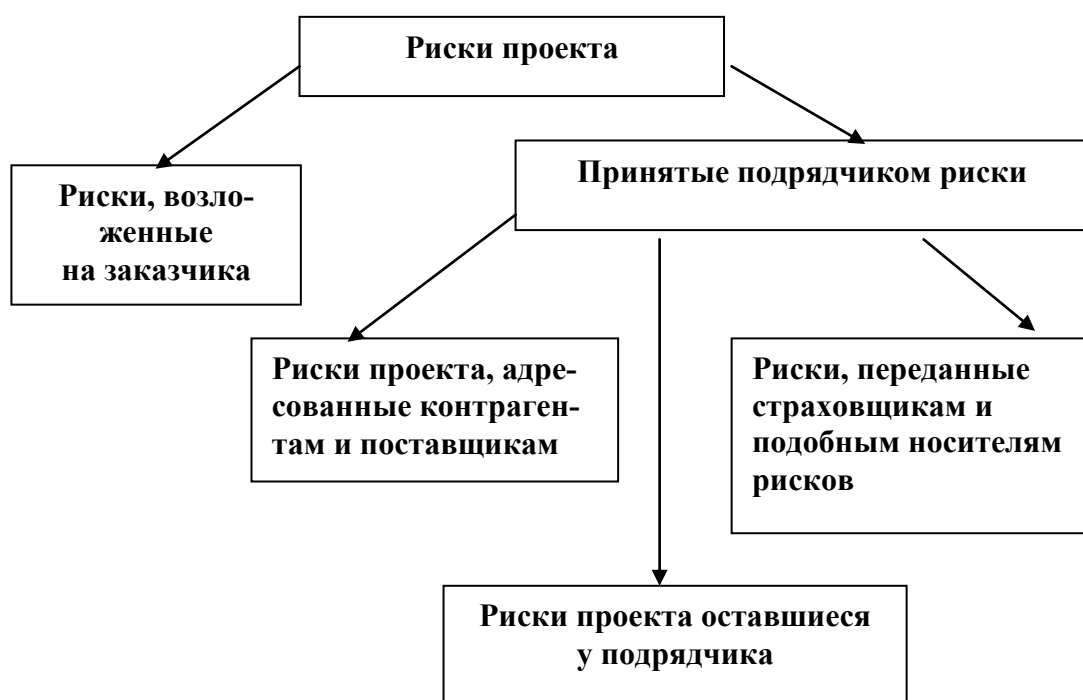 Риски проекта
Принятые подрядчиком риски
Риски, возло-
женные
на заказчика
Риски проекта, адре-
сованные контраген-
там и поставщикам
Риски, переданные
страховщикам и
подобным носителям
рисков
Риски проекта оставшиеся
у подрядчика